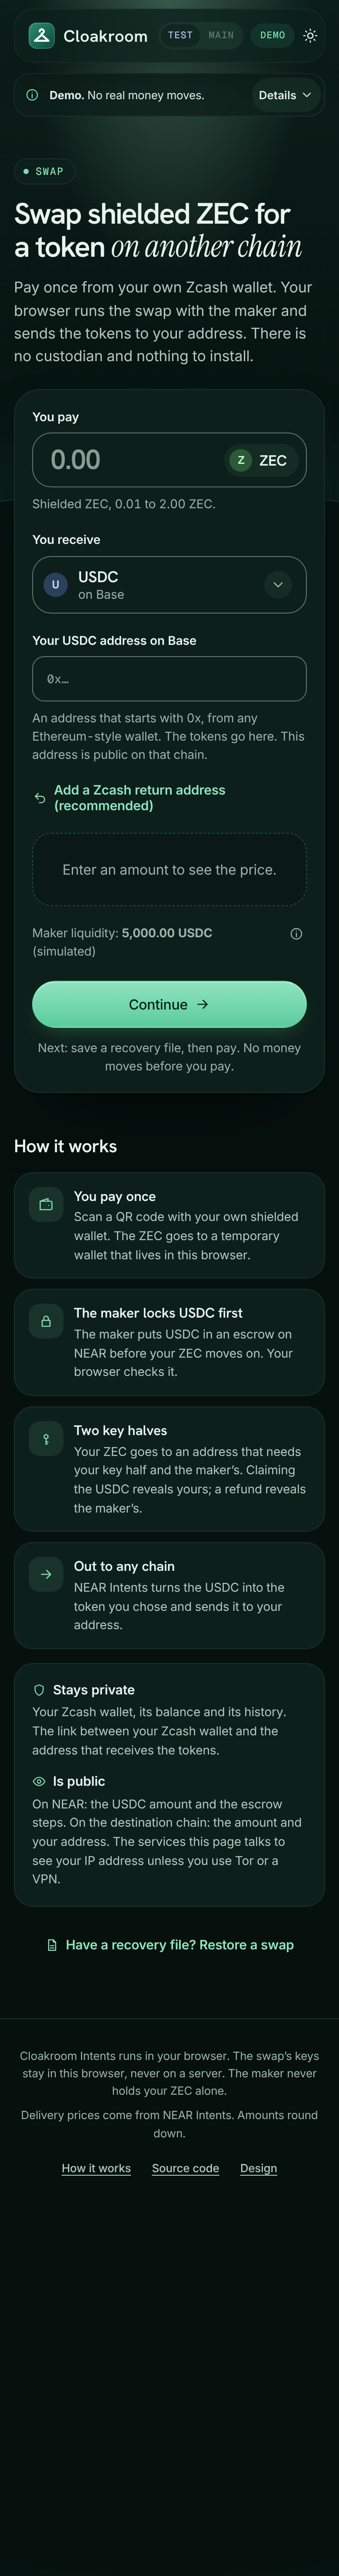 Cloakroom
TEST
MAIN
DEMO
Demo. No real money moves.
Details
SWAP
Swap shielded ZEC for
a token on another chain
Pay once from your own Zcash wallet. Your
browser runs the swap with the maker and
sends the tokens to your address. There is
no custodian and nothing to install.
You pay
0.00
Z
ZEC
Shielded ZEC, 0.01 to 2.00 ZEC.
You receive
U
USDC
on Base
Your USDC address on Base
0x…
An address that starts with 0x, from any
Ethereum-style wallet. The tokens go here. This
address is public on that chain.
Add a Zcash return address
(recommended)
Enter an amount to see the price.
Maker liquidity: 5,000.00 USDC
(simulated)
Continue →
Next: save a recovery file, then pay. No money
moves before you pay.
How it works
You pay once
Scan a QR code with your own shielded
wallet. The ZEC goes to a temporary
wallet that lives in this browser.
The maker locks USDC first
The maker puts USDC in an escrow on
NEAR before your ZEC moves on. Your
browser checks it.
Two key halves
Your ZEC goes to an address that needs
your key half and the maker’s. Claiming
the USDC reveals yours; a refund reveals
the maker’s.
Out to any chain
NEAR Intents turns the USDC into the
token you chose and sends it to your
address.
Stays private
Your Zcash wallet, its balance and its history.
The link between your Zcash wallet and the
address that receives the tokens.
Is public
On NEAR: the USDC amount and the escrow
steps. On the destination chain: the amount and
your address. The services this page talks to
see your IP address unless you use Tor or a
VPN.
Have a recovery file? Restore a swap
Cloakroom Intents runs in your browser. The swap’s keys
stay in this browser, never on a server. The maker never
holds your ZEC alone.
Delivery prices come from NEAR Intents. Amounts round
down.
How it works
Source code
Design